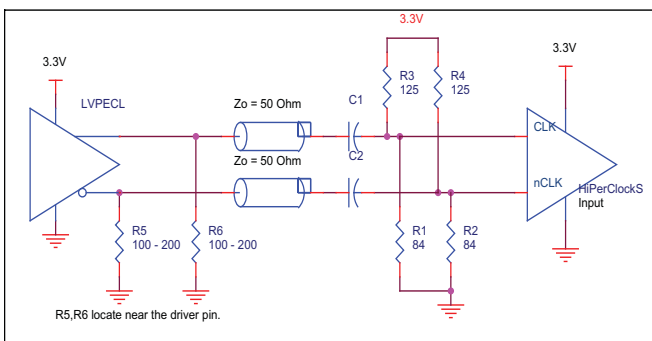 3.3V
3.3V
3.3V
LVPECL
R3
125
R4
125
Zo = 50 Ohm
C1
CLK
Zo = 50 Ohm
C2
nCLK
HiPerClockS
Input
R5
100 - 200
R6
100 - 200
R1
84
R2
84
R5,R6 locate near the driver pin.